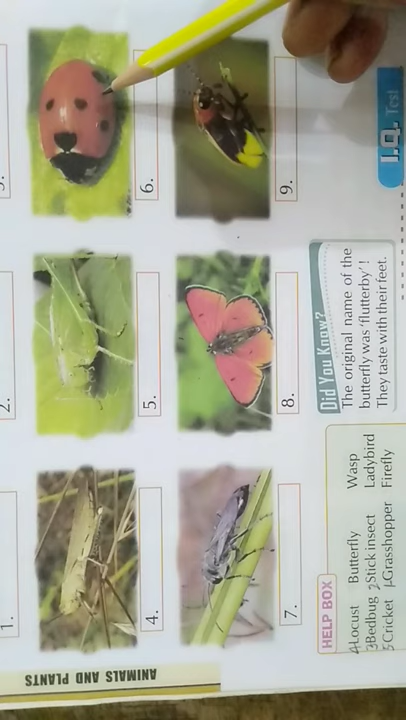 1.
2.
3.
4.
5.
6.
7.
8.
9.
HELP BOX
4Locust Butterfly Wasp
3Bedbug 2Stick insect Ladybird
5Cricket 1Grasshopper Firefly
Did You Know?
The original name of the
butterfly was 'flutterby'!
They taste with their feet.
I.Q. Test
ANIMALS AND PLANTS